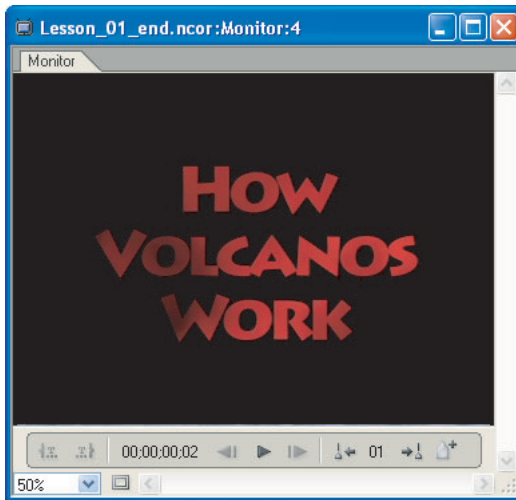 Lesson_01_end.ncor:Monitor:4
Monitor
How
Volcanos
Work
00;00;00;02 01
50%